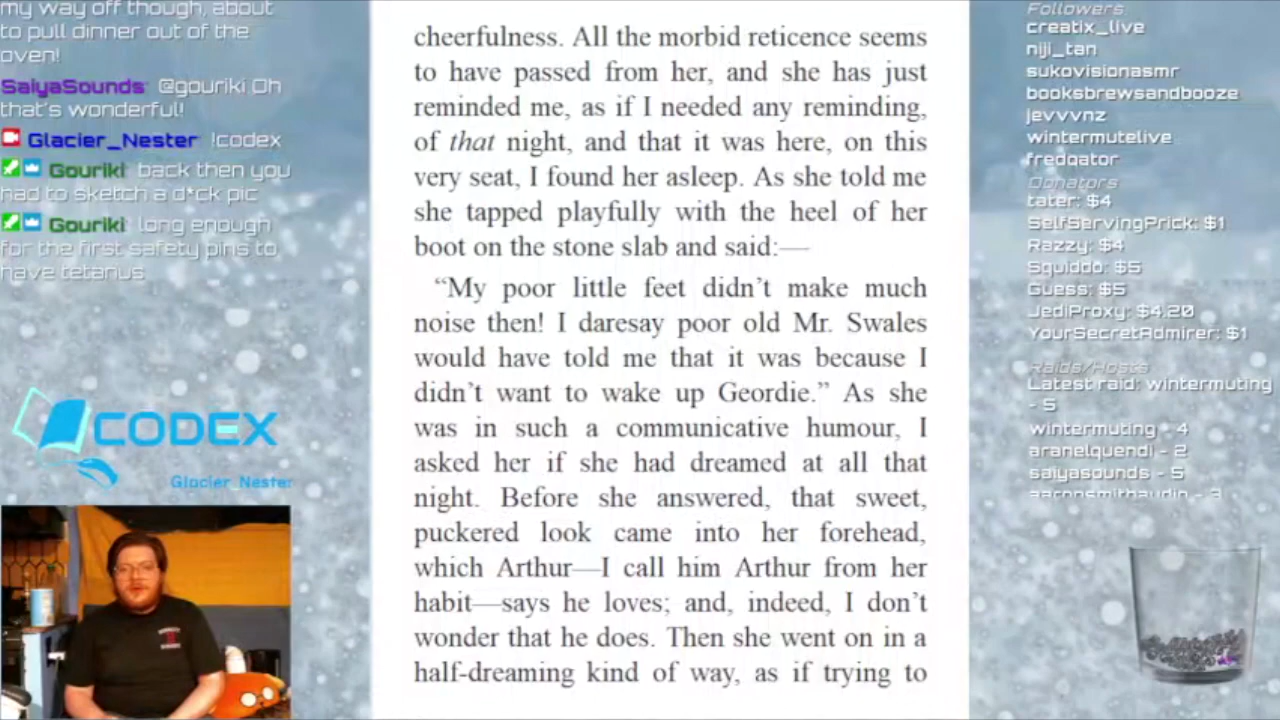 my way off though, about
to pull dinner out of the
oven!
SaiyaSounds: @gouriki Oh
that's wonderful!
Glacier_Nester: !codex
Gouriki: back then you
had to sketch a d*ck pic
Gouriki: long enough
for the first safety pins to
have tetanus
CODEX
Glacier_Nester
cheerfulness. All the morbid reticence seems
to have passed from her, and she has just
reminded me, as if I needed any reminding,
of that night, and that it was here, on this
very seat, I found her asleep. As she told me
she tapped playfully with the heel of her
boot on the stone slab and said:—
“My poor little feet didn’t make much
noise then! I daresay poor old Mr. Swales
would have told me that it was because I
didn’t want to wake up Geordie.” As she
was in such a communicative humour, I
asked her if she had dreamed at all that
night. Before she answered, that sweet,
puckered look came into her forehead,
which Arthur—I call him Arthur from her
habit—says he loves; and, indeed, I don’t
wonder that he does. Then she went on in a
half-dreaming kind of way, as if trying to
Followers
creatix_live
niji_tan
sukovisionasmr
booksbrewsandbooze
jevvvnz
wintermutelive
fredgator
Donators
tater: $4
SelfServingPrick: $1
Razzy: $4
Squiddo: $5
Guess: $5
JediProxy: $4.20
YourSecretAdmirer: $1
Raids/Hosts
Latest raid: wintermuting
- 5
wintermuting - 4
aranelquendi - 2
saiyasounds - 5
aaronsmithaudio - 3